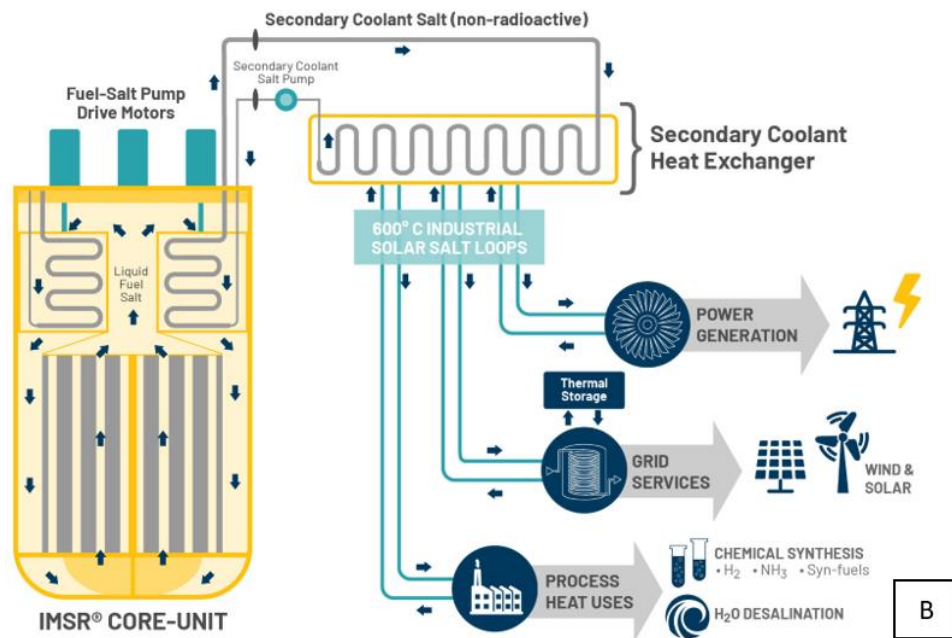 Secondary Coolant Salt (non-radioactive)
Secondary Coolant
Salt Pump
Fuel-Salt Pump
Drive Motors
Secondary Coolant
Heat Exchanger
600° C INDUSTRIAL
SOLAR SALT LOOPS
Liquid
Fuel
Salt
POWER
GENERATION
Thermal
Storage
GRID
SERVICES
WIND &
SOLAR
PROCESS
HEAT USES
CHEMICAL SYNTHESIS
• H₂ • NH₃ • Syn-fuels
H₂O DESALINATION
IMSR® CORE-UNIT
B